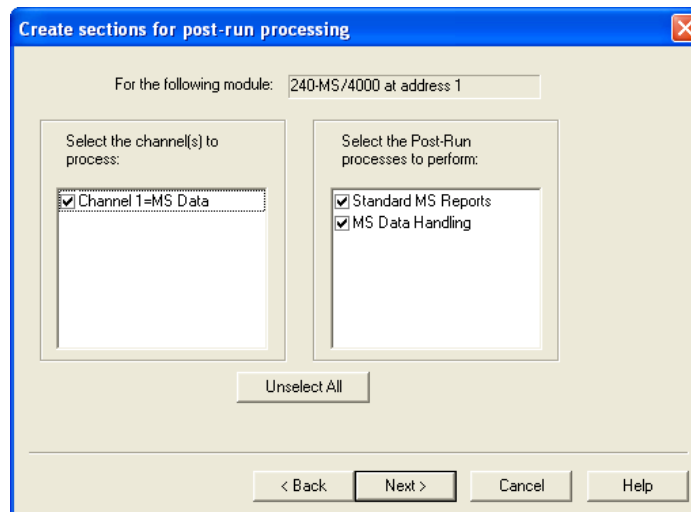 Create sections for post-run processing
For the following module: 240-MS/4000 at address 1
Select the channel(s) to
process:
Channel 1=MS Data
Select the Post-Run
processes to perform:
Standard MS Reports
MS Data Handling
Unselect All
< Back
Next >
Cancel
Help